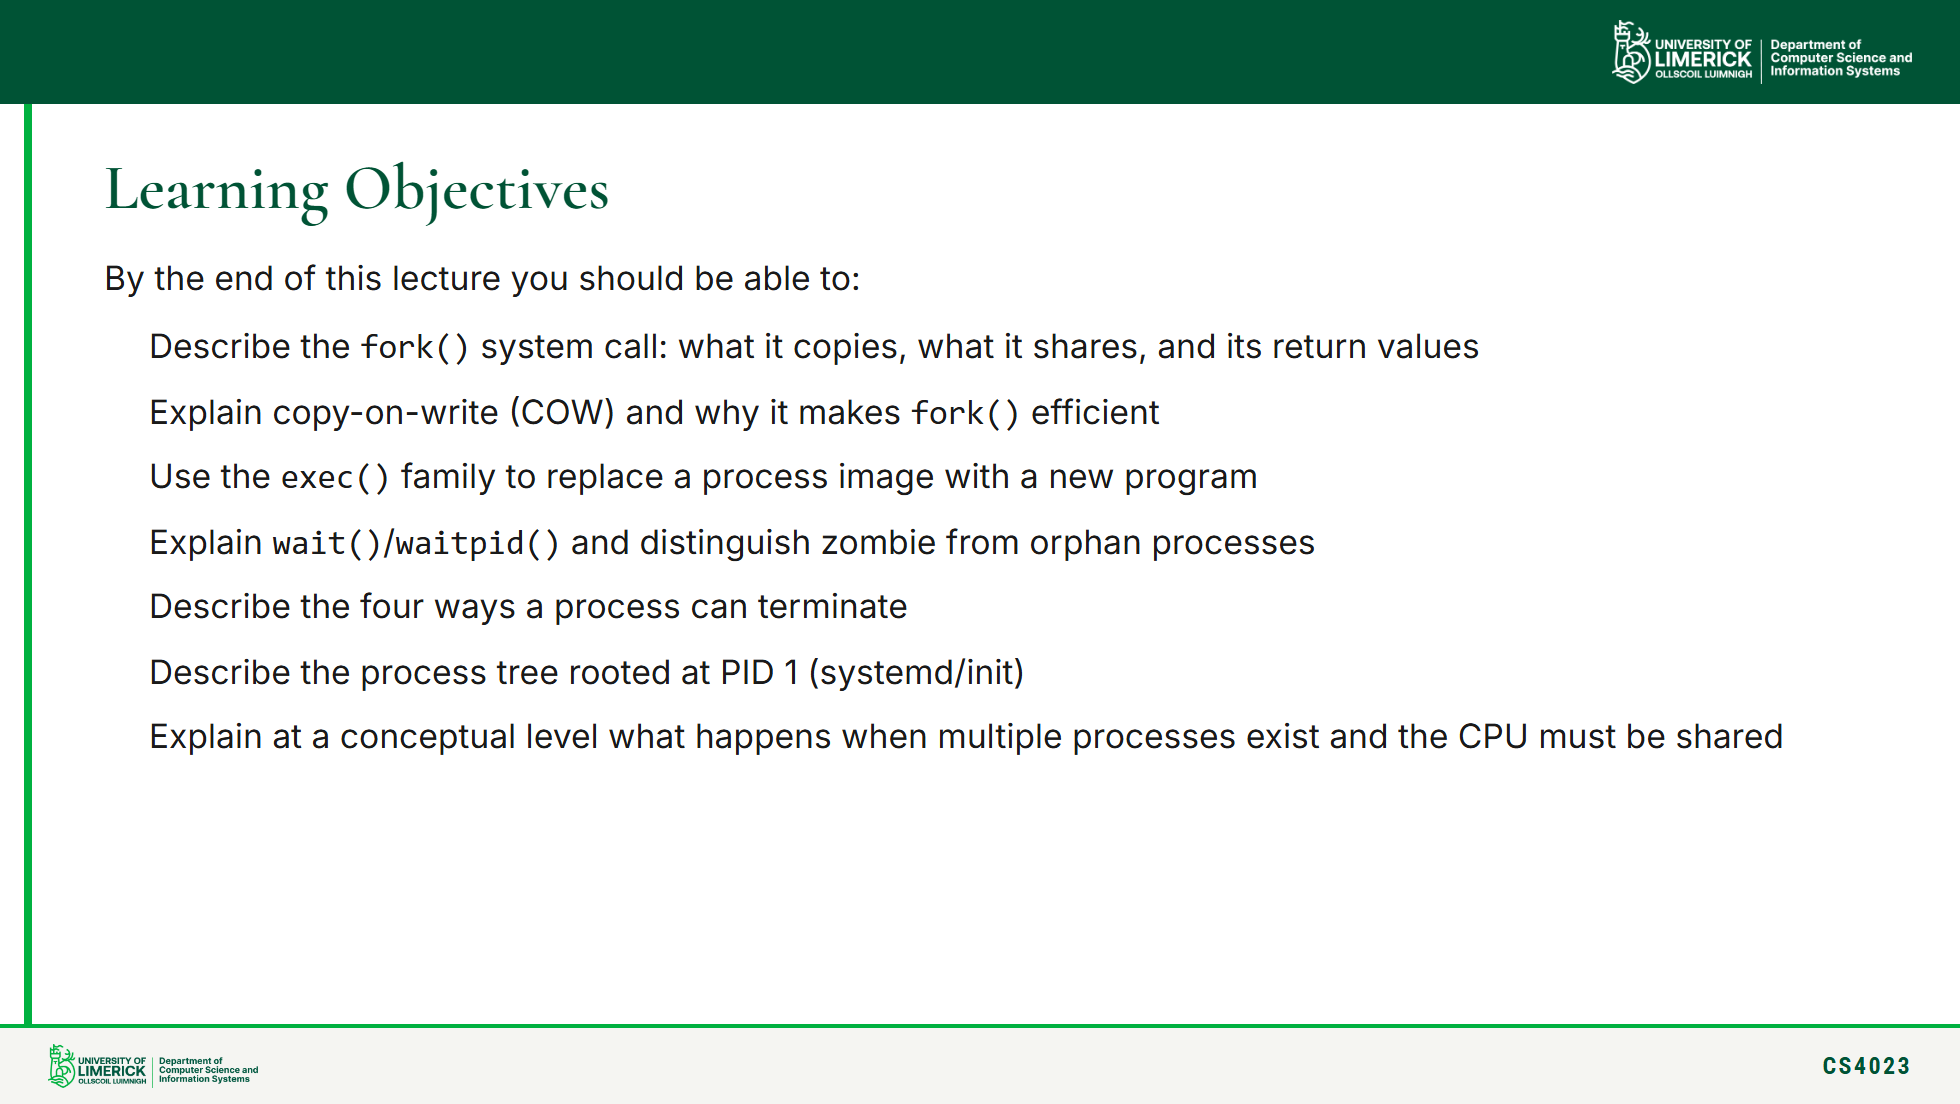 UNIVERSITY OF
LIMERICK
OLLSCOIL LUIMNIGH
Department of
Computer Science and
Information Systems
Learning Objectives
By the end of this lecture you should be able to:
Describe the fork() system call: what it copies, what it shares, and its return values
Explain copy-on-write (COW) and why it makes fork() efficient
Use the exec() family to replace a process image with a new program
Explain wait()/waitpid() and distinguish zombie from orphan processes
Describe the four ways a process can terminate
Describe the process tree rooted at PID 1 (systemd/init)
Explain at a conceptual level what happens when multiple processes exist and the CPU must be shared
UNIVERSITY OF
LIMERICK
OLLSCOIL LUIMNIGH
Department of
Computer Science and
Information Systems
CS4023